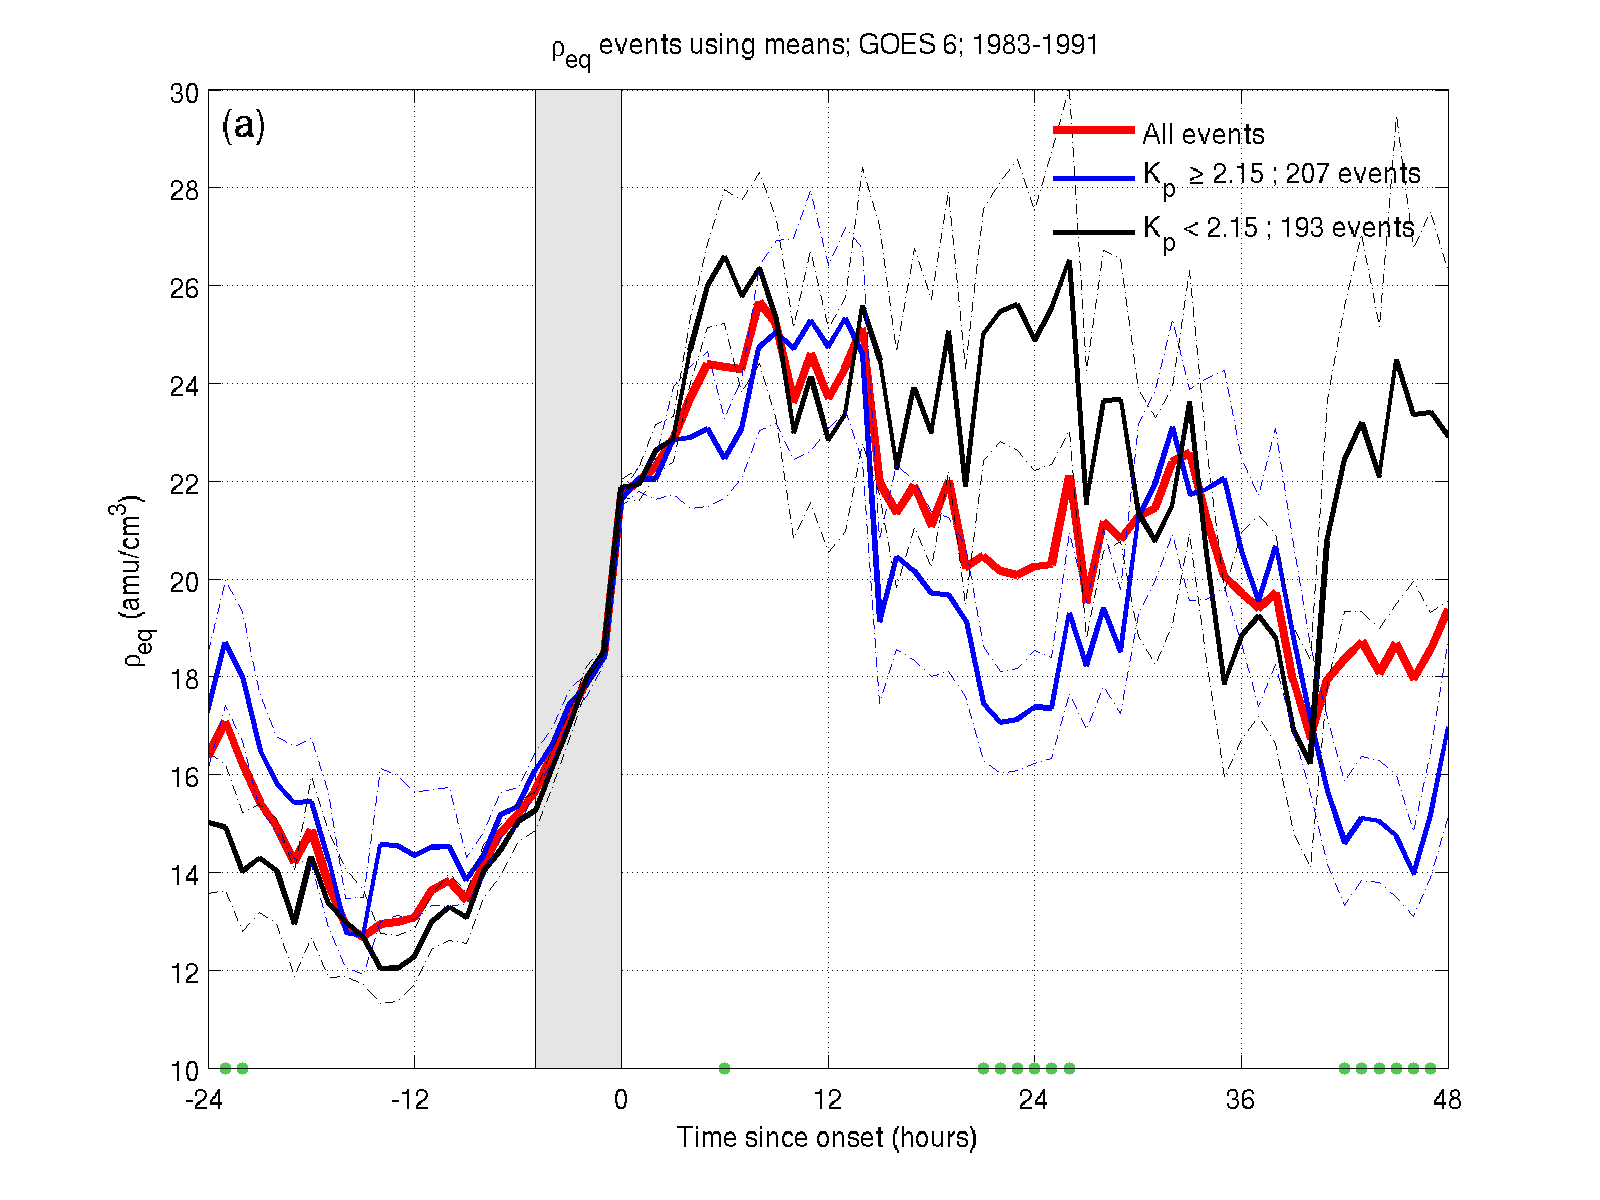 ρeq events using means; GOES 6; 1983-1991
(a)
All events
Kp ≥ 2.15 ; 207 events
Kp < 2.15 ; 193 events
30
28
26
24
22
20
18
16
14
12
10
ρeq (amu/cm3)
-24 -12 0 12 24 36 48
Time since onset (hours)